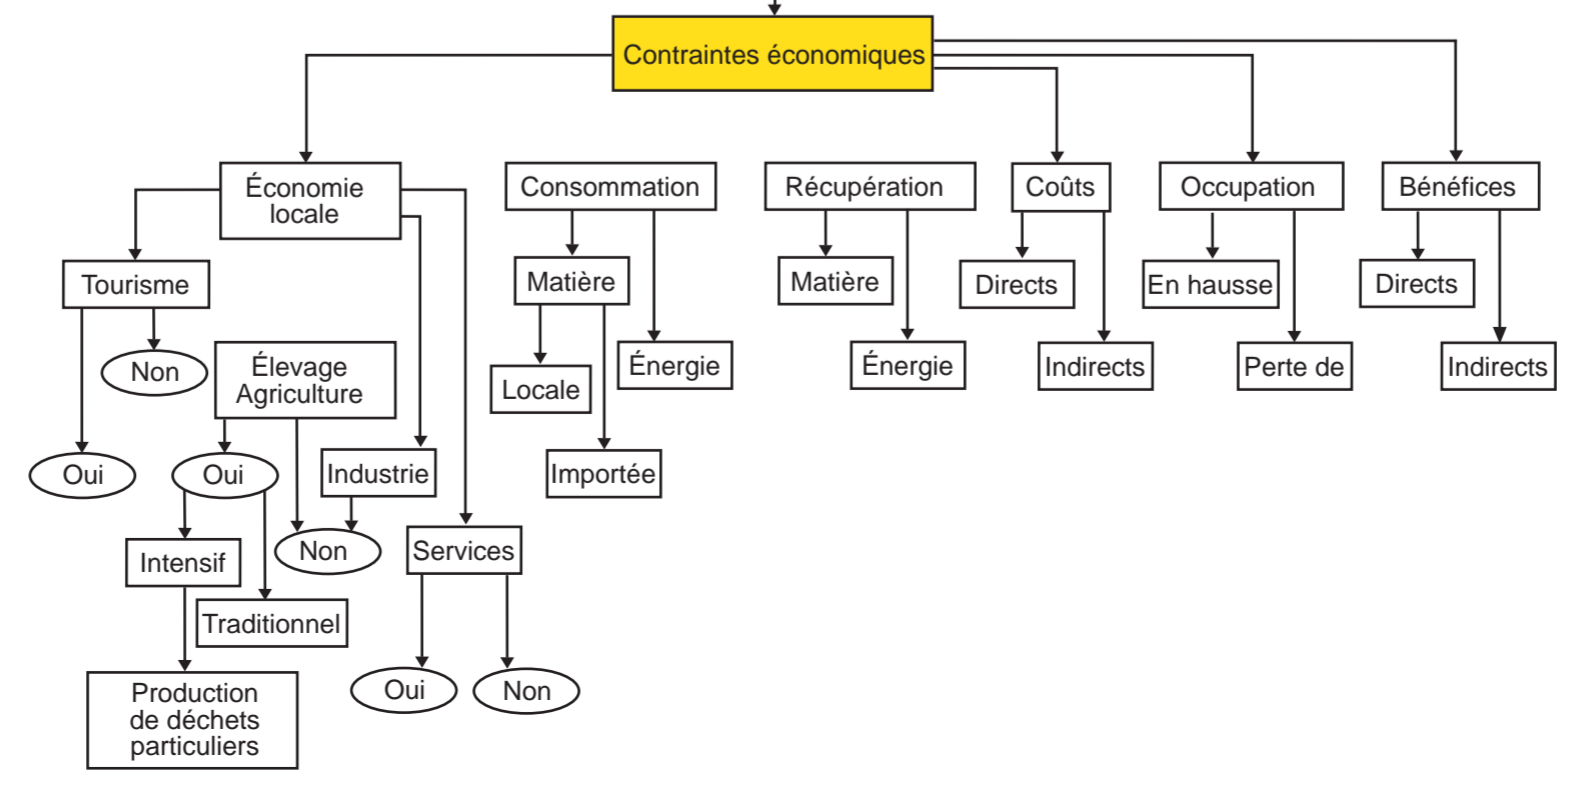 Contraintes économiques
Économie
locale
Consommation
Récupération
Coûts
Occupation
Bénéfices
Tourisme
Matière
Matière
Directs
En hausse
Directs
Non
Élevage
Agriculture
Locale
Énergie
Énergie
Indirects
Perte de
Indirects
Oui
Oui
Industrie
Importée
Intensif
Non
Services
Traditionnel
Production
de déchets
particuliers
Oui
Non